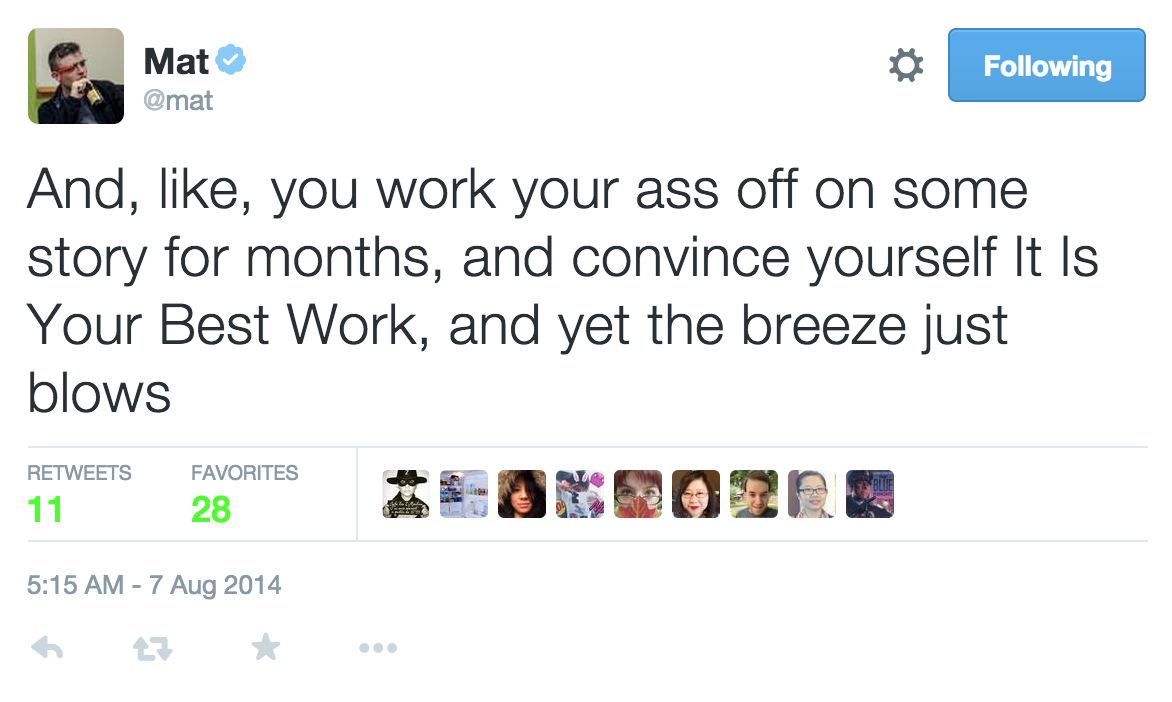 Mat
@mat
Following
And, like, you work your ass off on some
story for months, and convince yourself It Is
Your Best Work, and yet the breeze just
blows
RETWEETS FAVORITES
11 28
5:15 AM - 7 Aug 2014